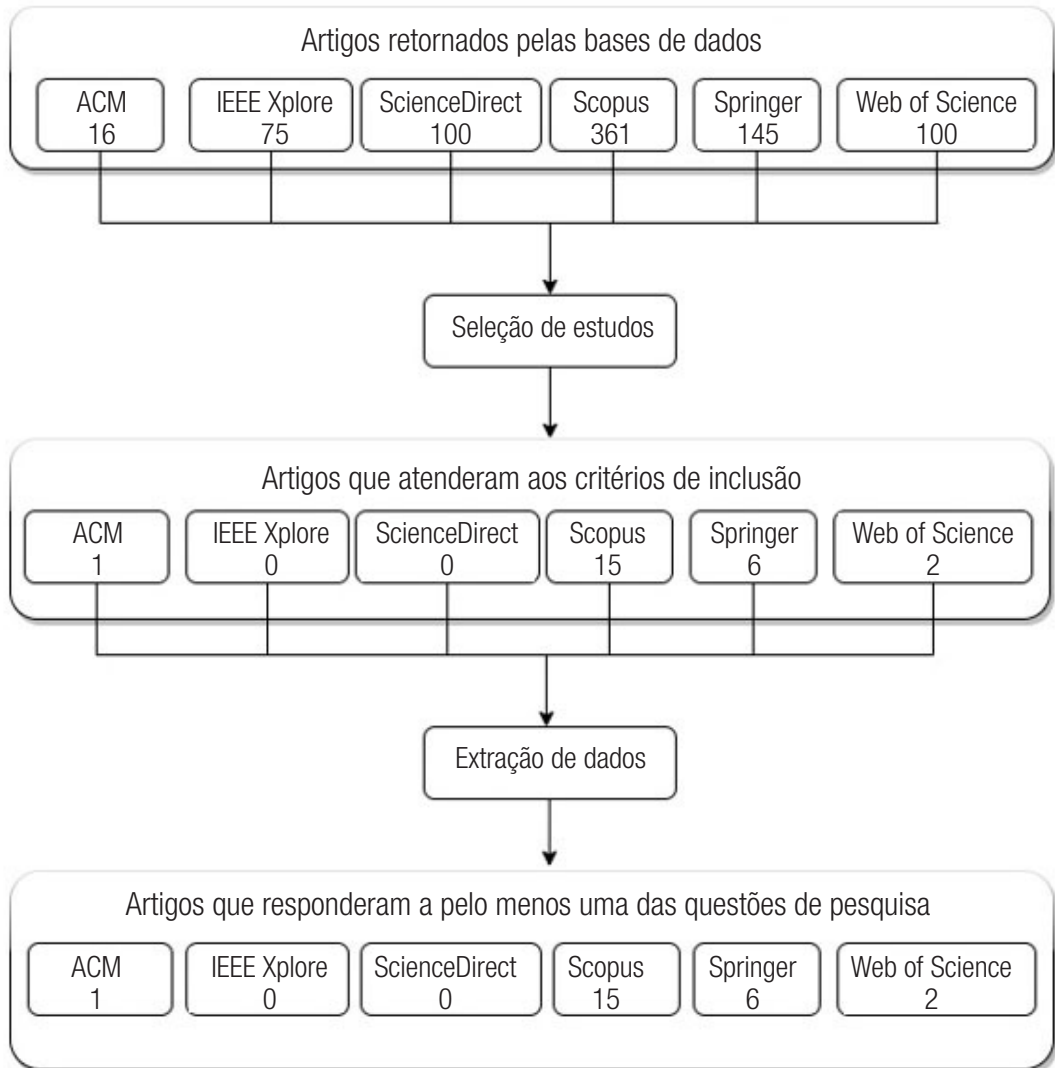 Artigos retornados pelas bases de dados
ACM
16
IEEE Xplore
75
ScienceDirect
100
Scopus
361
Springer
145
Web of Science
100
Seleção de estudos
Artigos que atenderam aos critérios de inclusão
ACM
1
IEEE Xplore
0
ScienceDirect
0
Scopus
15
Springer
6
Web of Science
2
Extração de dados
Artigos que responderam a pelo menos uma das questões de pesquisa
ACM
1
IEEE Xplore
0
ScienceDirect
0
Scopus
15
Springer
6
Web of Science
2